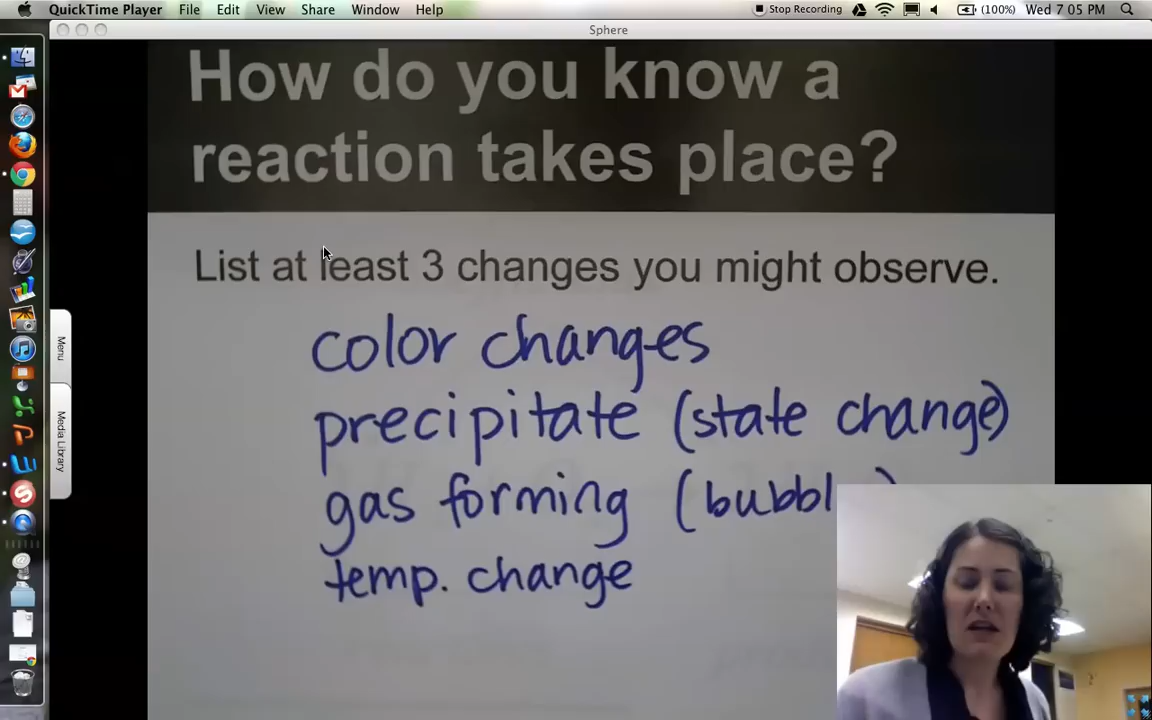 QuickTime Player File Edit View Share Window Help Stop Recording (100%) Wed 7:05 PM
Sphere
How do you know a
reaction takes place?
List at least 3 changes you might observe.
color changes
precipitate (state change)
gas forming (bubbl )
temp. change
Menu
Media Library